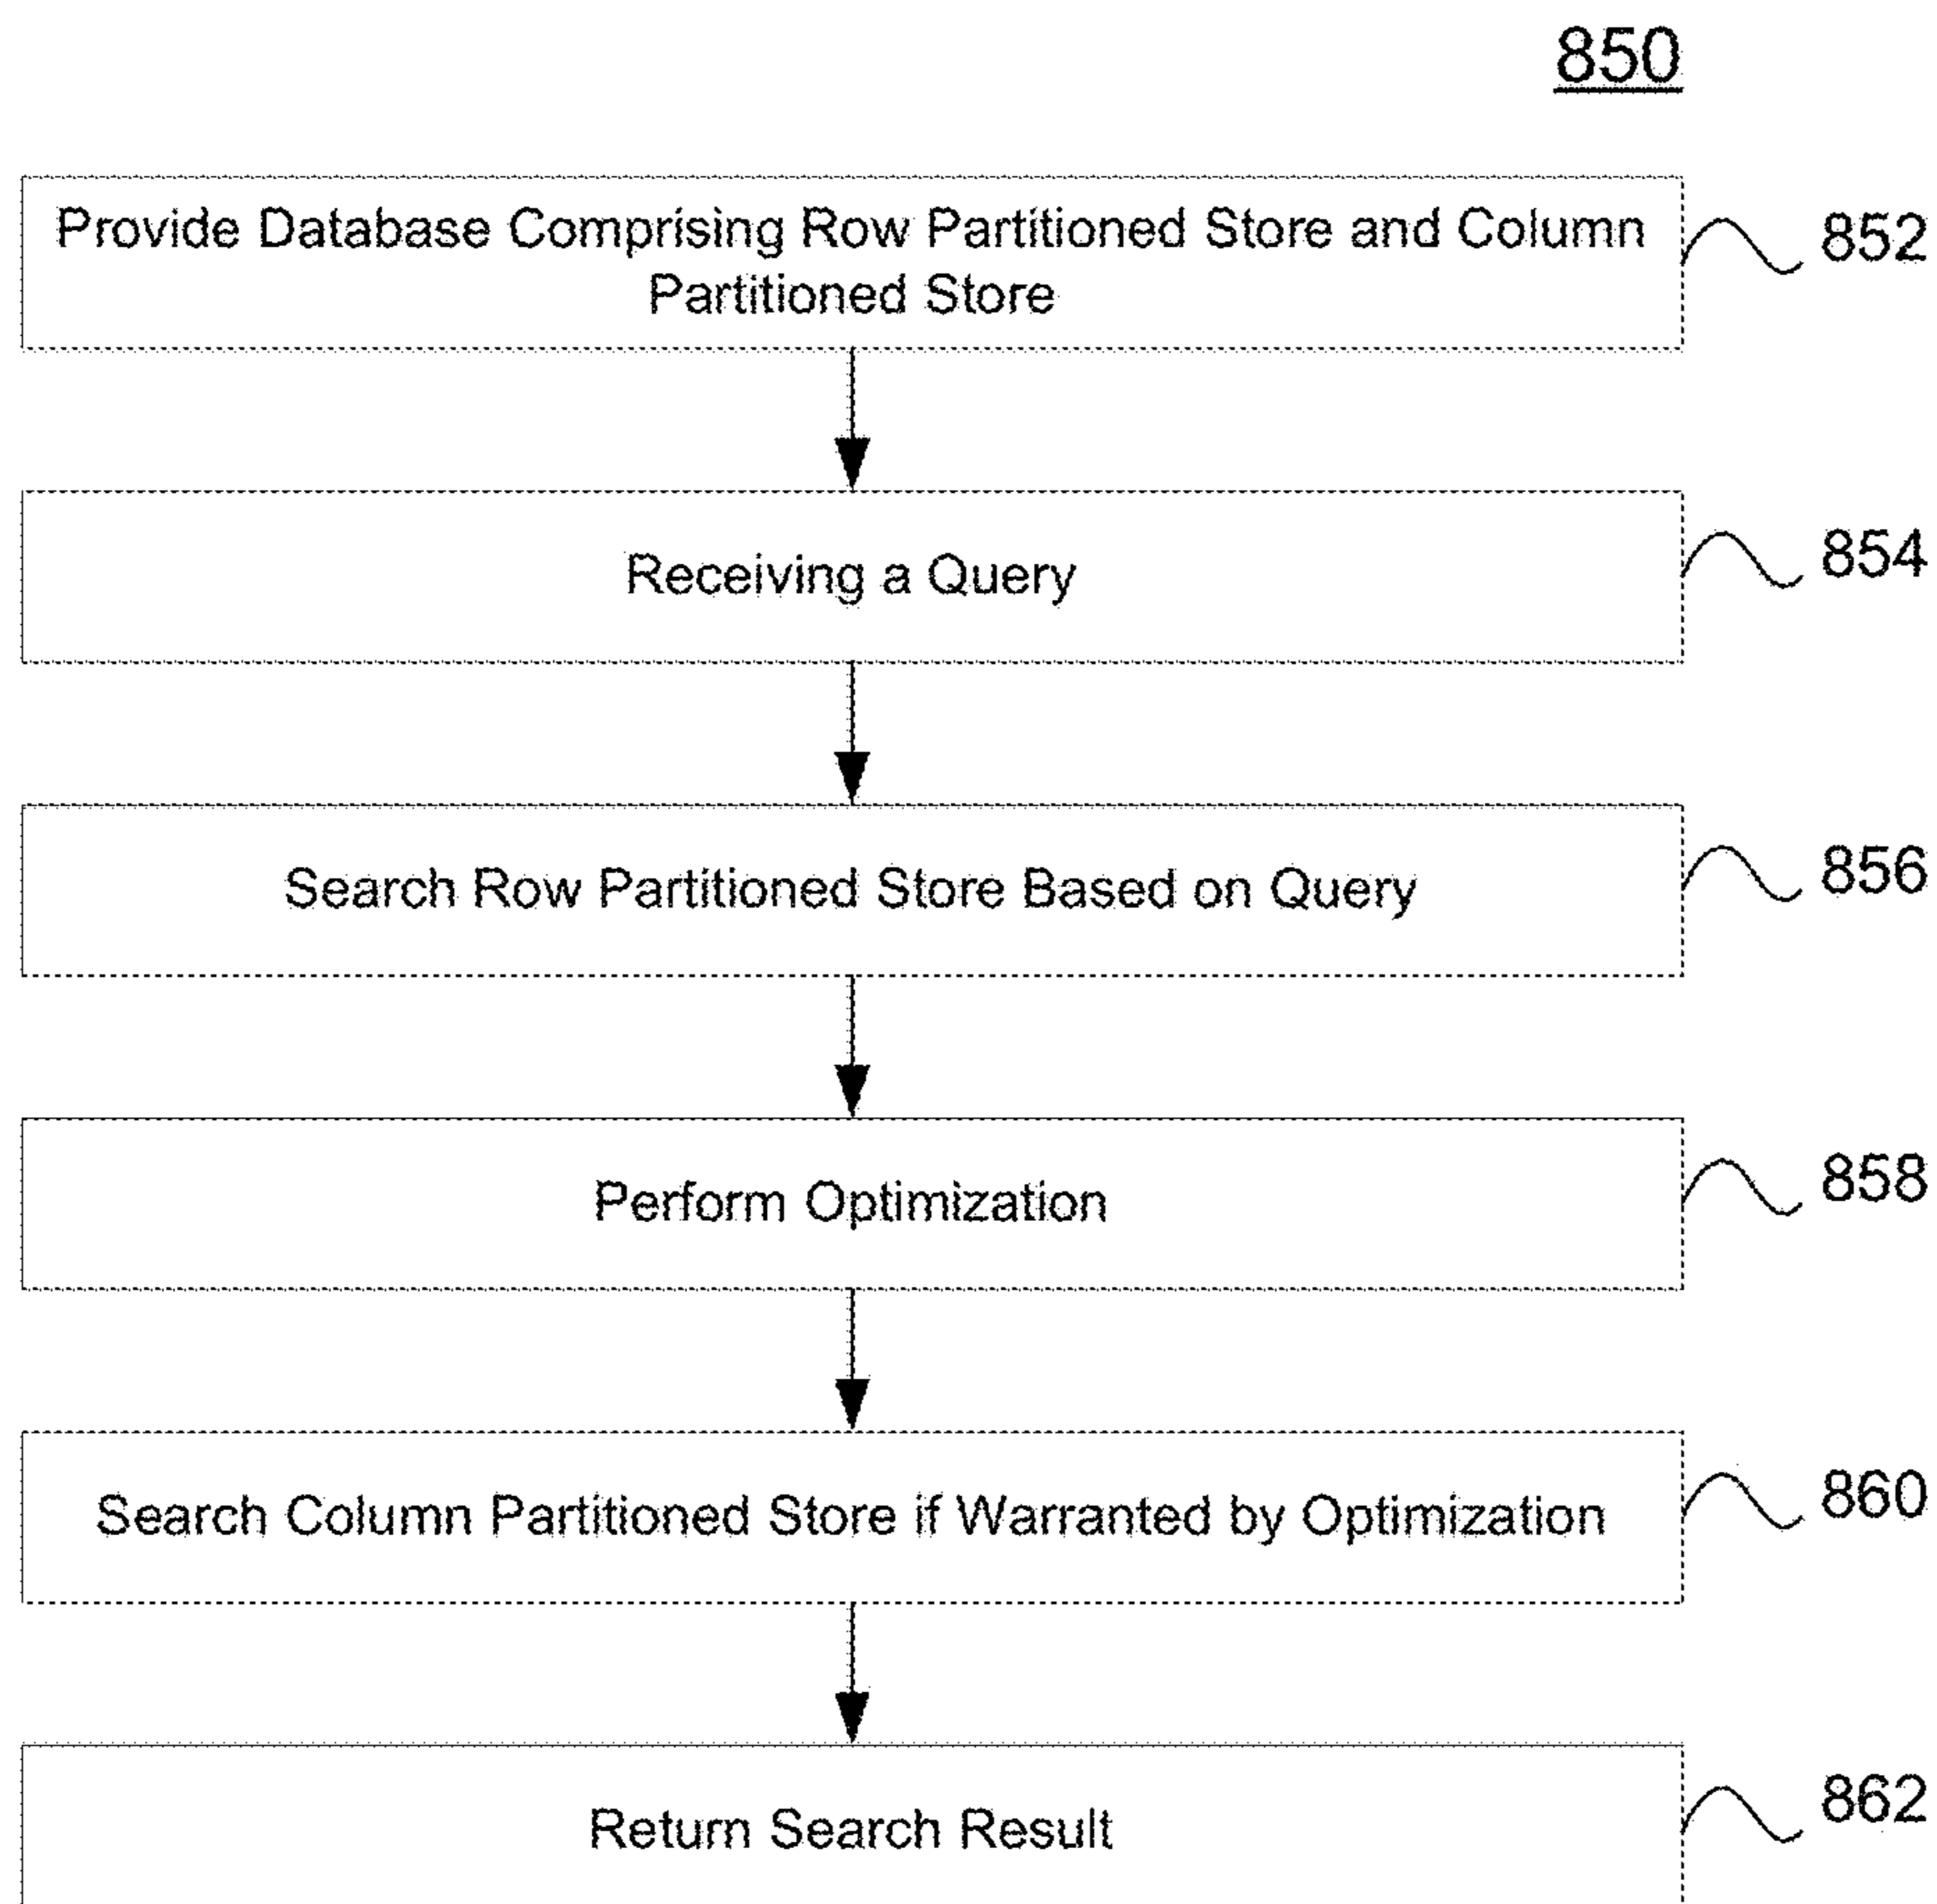 850
Provide Database Comprising Row Partitioned Store and Column
Partitioned Store
852
Receiving a Query
854
Search Row Partitioned Store Based on Query
856
Perform Optimization
858
Search Column Partitioned Store if Warranted by Optimization
860
Return Search Result
862